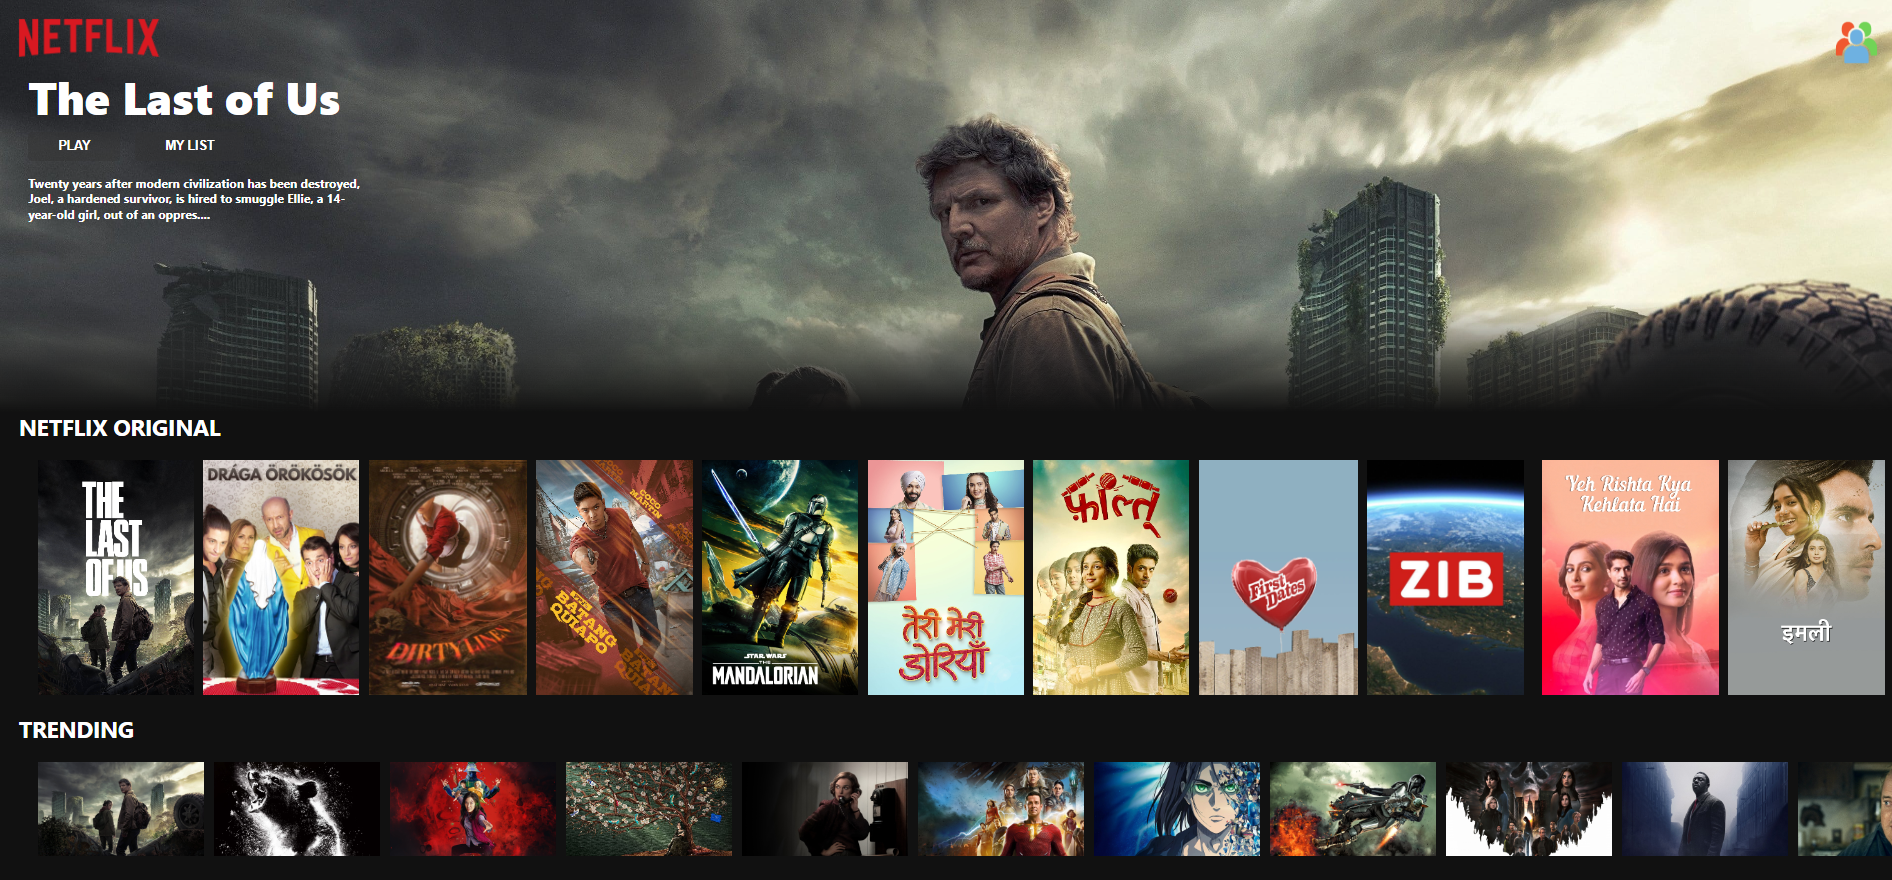 NETFLIX
The Last of Us
PLAY
MY LIST
Twenty years after modern civilization has been destroyed,
Joel, a hardened survivor, is hired to smuggle Ellie, a 14-
year-old girl, out of an oppres....
NETFLIX ORIGINAL
THE
LAST
OF US
DRÁGA ÖRÖKÖSÖK
DIRTY LINES
COCO
MARTIN
BATANG
QUIAPO
STAR WARS
THE
MANDALORIAN
तेरी मेरी
डोरियाँ
फ़ालतू
First
Dates
ZIB
Yeh Rishta Kya
Kehlata Hai
इमली
TRENDING